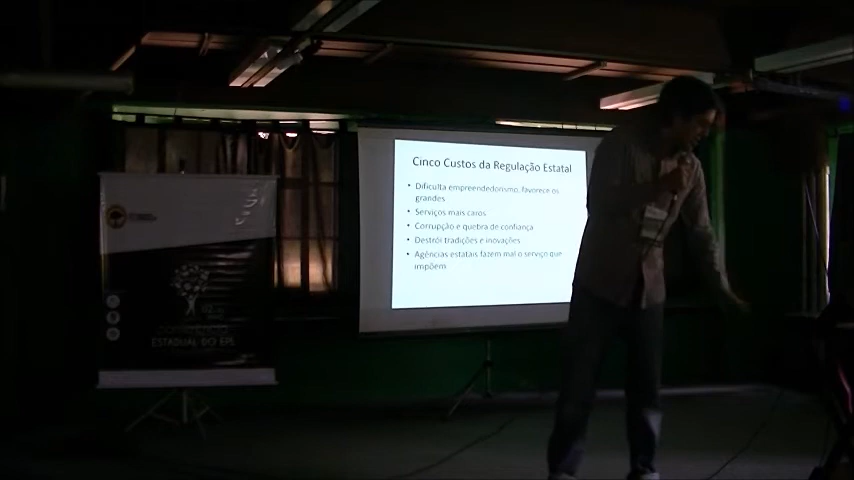 Cinco Custos da Regulação Estatal
• Dificulta empreendedorismo, favorece os
grandes
• Serviços mais caros
• Corrupção e quebra de confiança
• Destrói tradições e inovações
• Agências estatais fazem mal o serviço que
impõem
ESTADUAL DO EPL